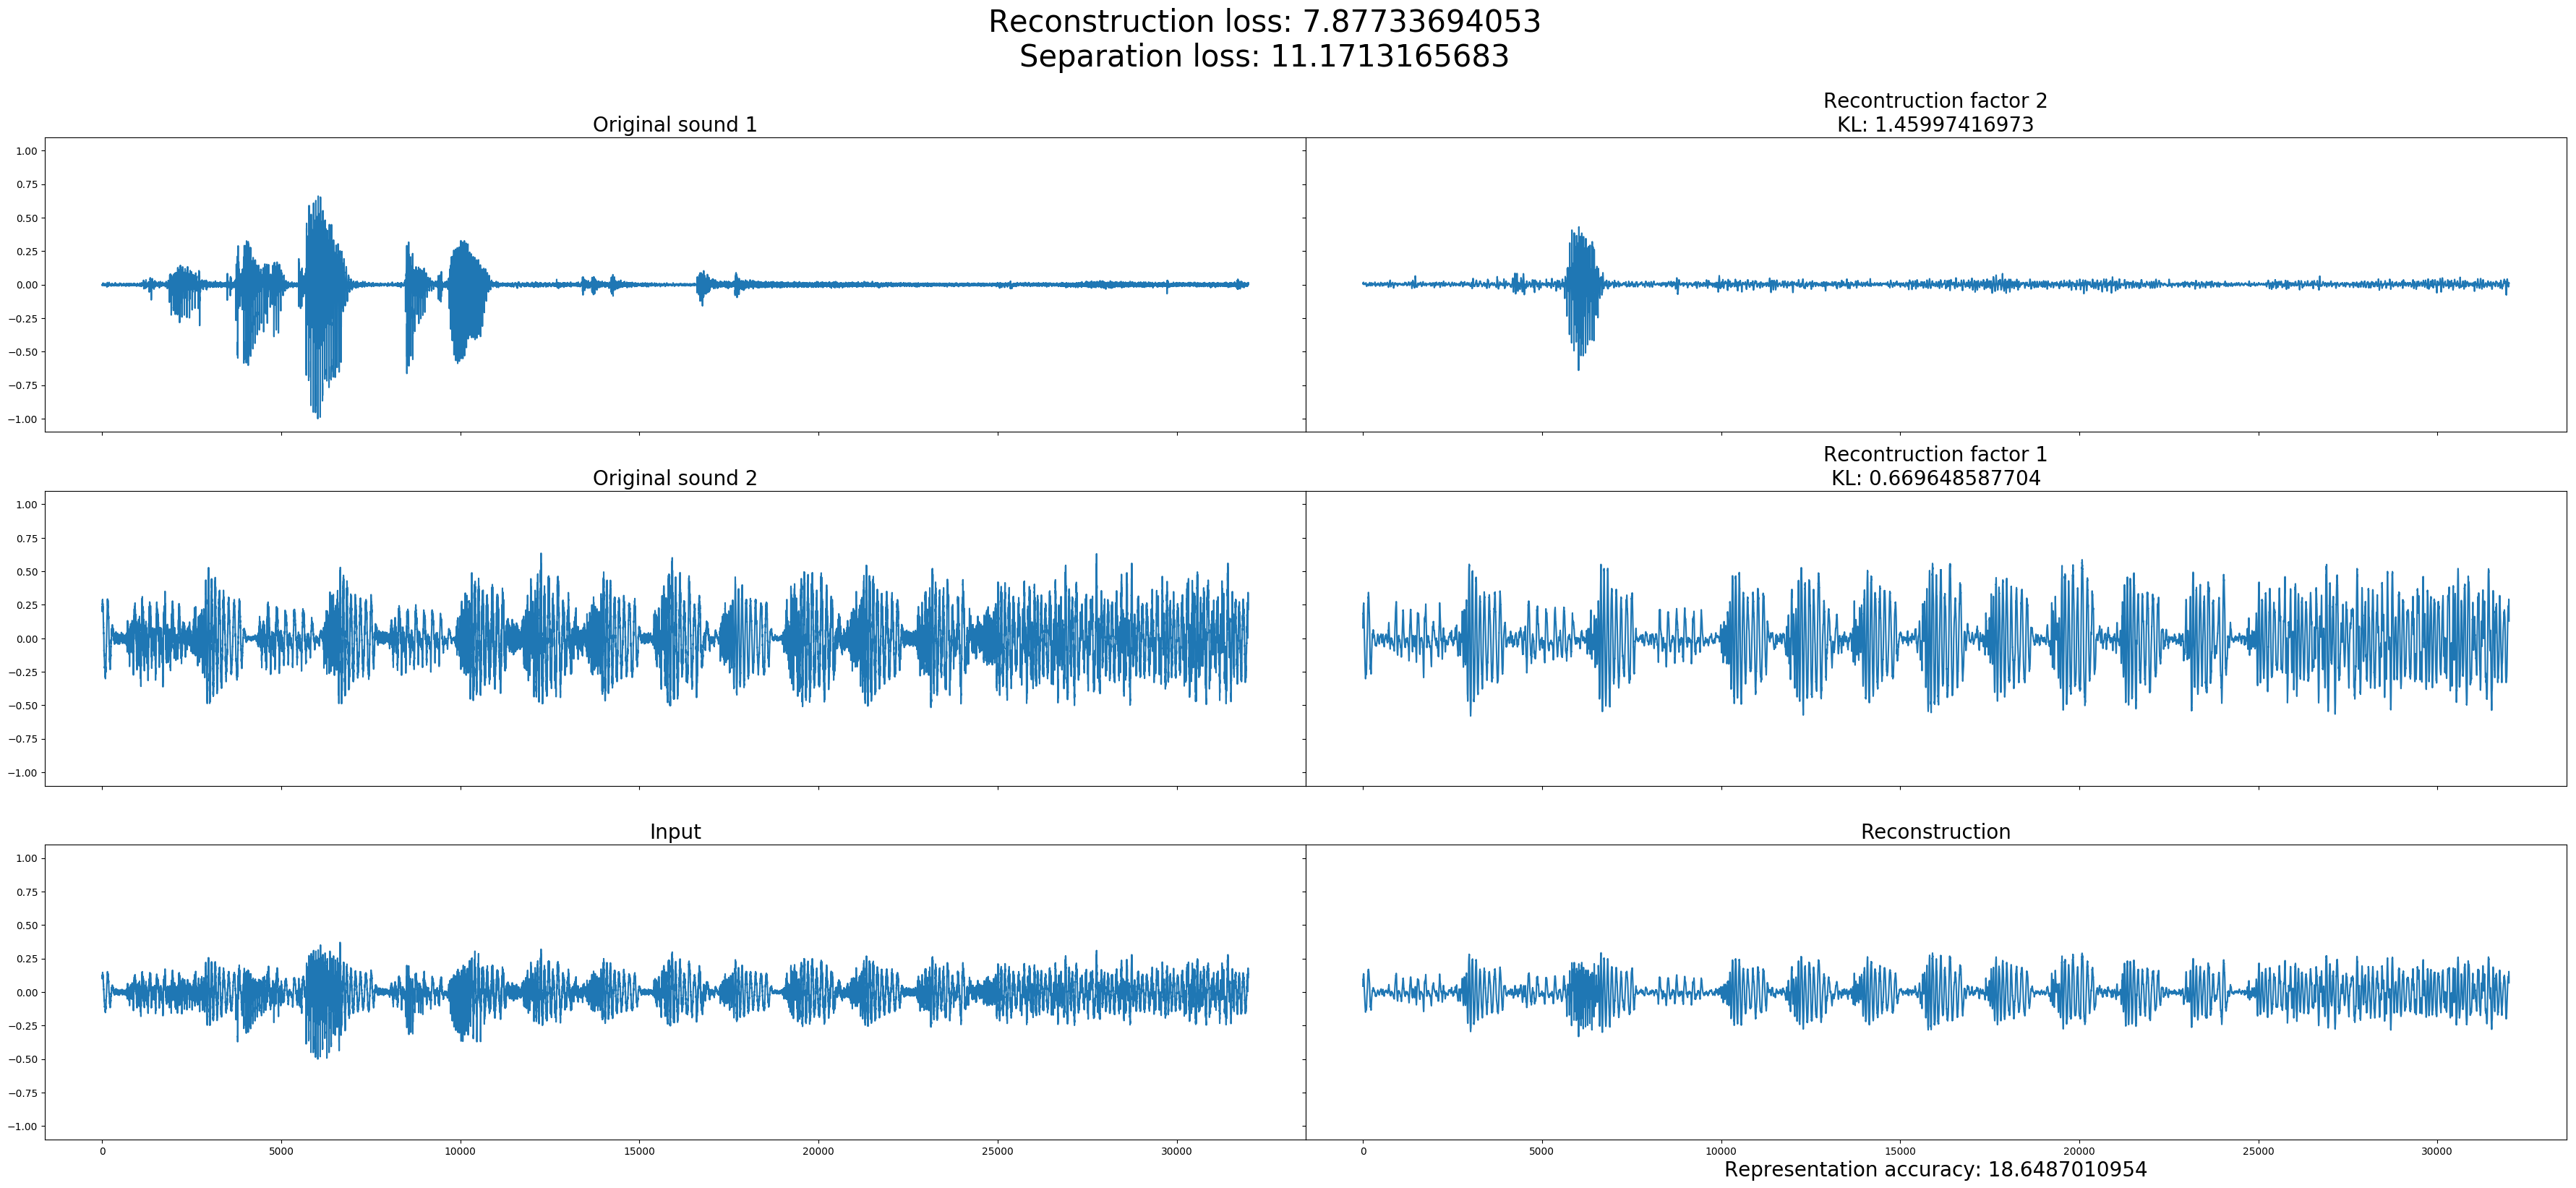 Reconstruction loss: 7.87733694053
Separation loss: 11.1713165683
Original sound 1
Recontruction factor 2
KL: 1.45997416973
1.00
0.75
0.50
0.25
0.00
−0.25
−0.50
−0.75
−1.00
Original sound 2
Recontruction factor 1
KL: 0.669648587704
1.00
0.75
0.50
0.25
0.00
−0.25
−0.50
−0.75
−1.00
Input
Reconstruction
1.00
0.75
0.50
0.25
0.00
−0.25
−0.50
−0.75
−1.00
0 5000 10000 15000 20000 25000 30000
0 5000 10000 15000 20000 25000 30000
Representation accuracy: 18.6487010954